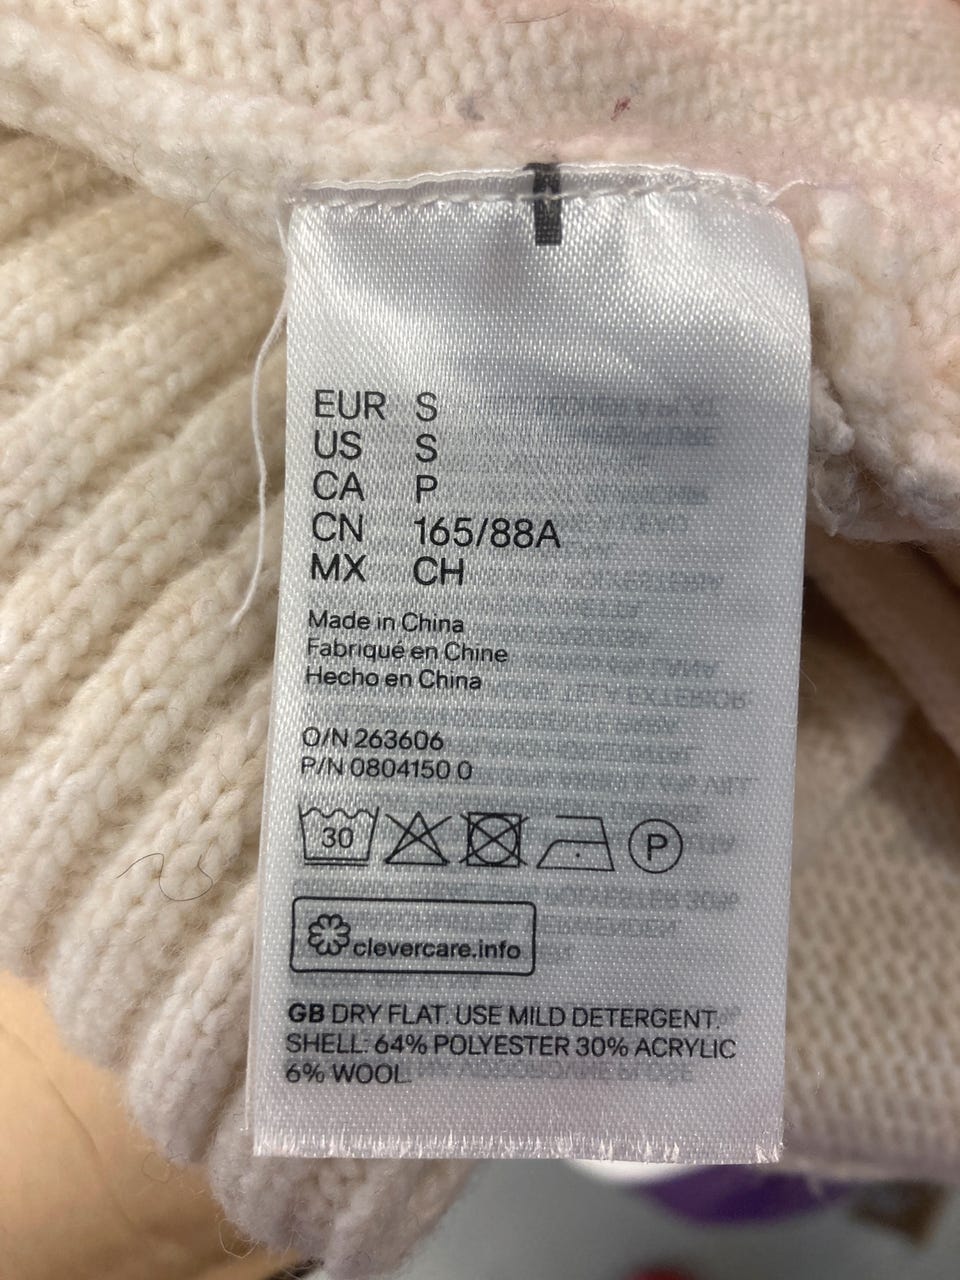 EUR S
US S
CA P
CN 165/88A
MX CH
Made in China
Fabriqué en Chine
Hecho en China
O/N 263606
P/N 0804150 0
30
P
clevercare.info
GB DRY FLAT. USE MILD DETERGENT.
SHELL: 64% POLYESTER 30% ACRYLIC
6% WOOL.